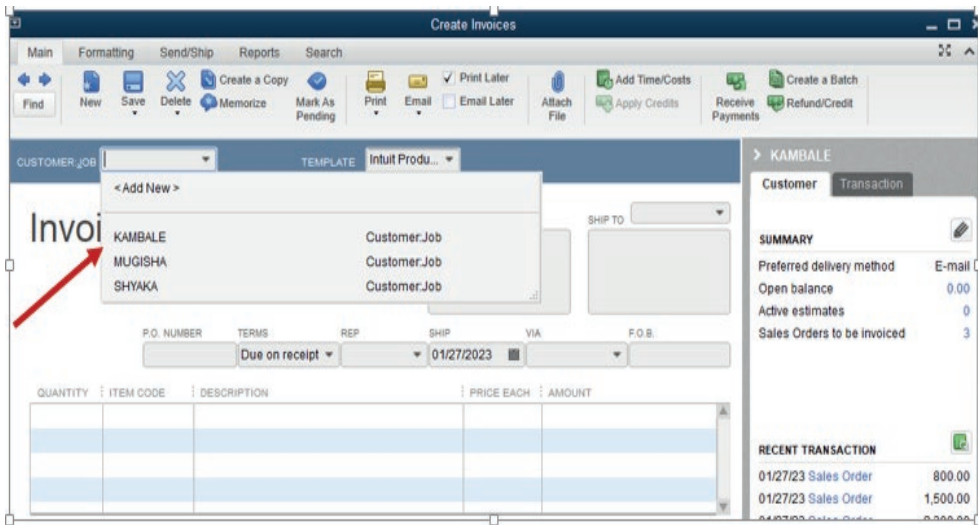 Create Invoices
Main Formatting Send/Ship Reports Search
Find
New
Save
Delete
Create a Copy
Memorize
Mark As
Pending
Print
Email
Print Later
Email Later
Attach
File
Add Time/Costs
Apply Credits
Receive
Payments
Create a Batch
Refund/Credit
CUSTOMER:JOB
TEMPLATE Intuit Produ...
< Add New >
KAMBALE Customer:Job
MUGISHA Customer:Job
SHYAKA Customer:Job
Invoi
SHIP TO
P.O. NUMBER TERMS REP SHIP VIA F.O.B.
Due on receipt 01/27/2023
QUANTITY ITEM CODE DESCRIPTION PRICE EACH AMOUNT
KAMBALE
Customer Transaction
SUMMARY
Preferred delivery method E-mail
Open balance 0.00
Active estimates 0
Sales Orders to be invoiced 3
RECENT TRANSACTION
01/27/23 Sales Order 800.00
01/27/23 Sales Order 1,500.00